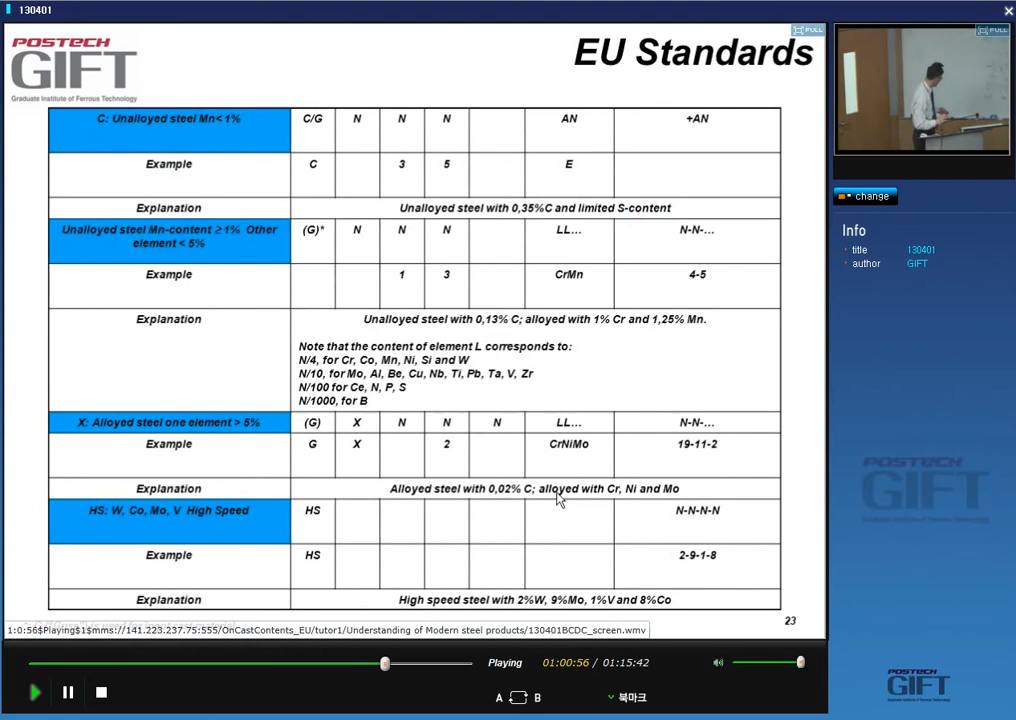 130401
POSTECH
GIFT
Graduate Institute of Ferrous Technology
EU Standards
FULL
FULL
C: Unalloyed steel Mn< 1% C/G N N N AN +AN
Example C 3 5 E
Explanation Unalloyed steel with 0,35%C and limited S-content
Unalloyed steel Mn-content ≥ 1% Other element < 5% (G)* N N N LL... N-N-...
Example 1 3 CrMn 4-5
Explanation Unalloyed steel with 0,13% C; alloyed with 1% Cr and 1,25% Mn.
Note that the content of element L corresponds to:
N/4, for Cr, Co, Mn, Ni, Si and W
N/10, for Mo, Al, Be, Cu, Nb, Ti, Pb, Ta, V, Zr
N/100 for Ce, N, P, S
N/1000, for B
X: Alloyed steel one element > 5% (G) X N N N LL... N-N-...
Example G X 2 CrNiMo 19-11-2
Explanation Alloyed steel with 0,02% C; alloyed with Cr, Ni and Mo
HS: W, Co, Mo, V High Speed HS N-N-N-N
Example HS 2-9-1-8
Explanation High speed steel with 2%W, 9%Mo, 1%V and 8%Co
23
1:0:56$Playing$1$mms://141.223.237.75:555/OnCastContents_EU/tutor1/Understanding of Modern steel products/130401BCDC_screen.wmv
change
Info
title 130401
author GIFT
POSTECH
GIFT
Playing 01:00:56 / 01:15:42
A B 북마크
POSTECH
GIFT